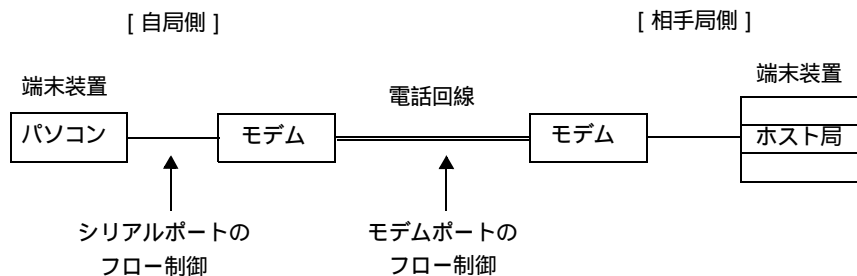 [ 自局側 ]
[ 相手局側 ]
端末装置
端末装置
電話回線
パソコン
モデム
モデム
ホスト局
シリアルポートの
フロー制御
モデムポートの
フロー制御